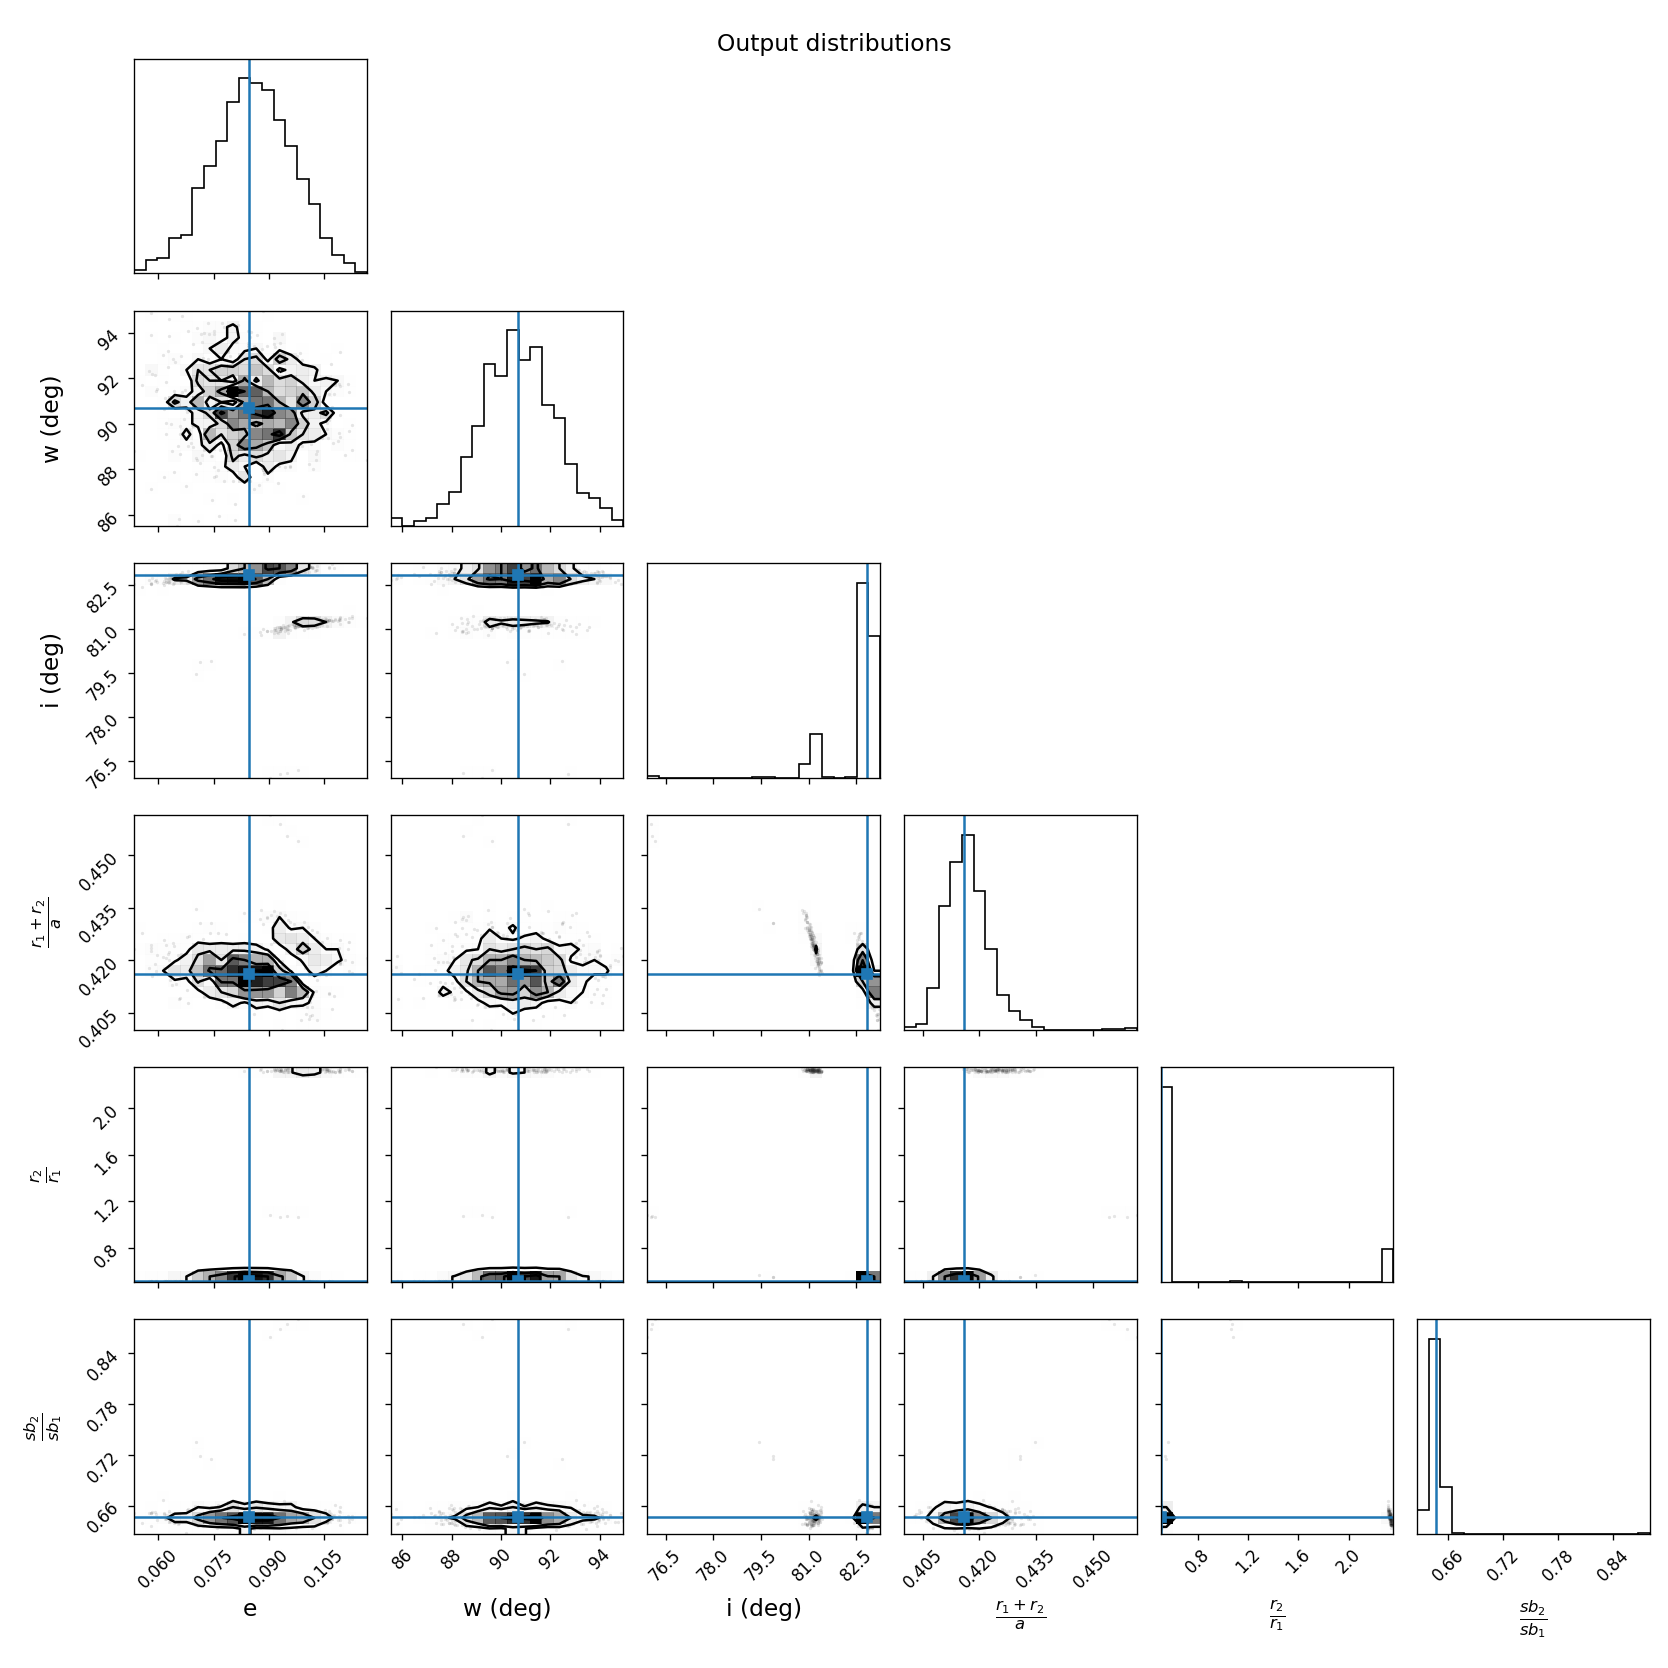 Output distributions
w (deg)
94
92
90
88
86
i (deg)
82.5
81.0
79.5
78.0
76.5
r₁ + r₂
a
0.450
0.435
0.420
0.405
r₂
r₁
2.0
1.6
1.2
0.8
sb₂
sb₁
0.84
0.78
0.72
0.66
0.060 0.075 0.090 0.105 86 88 90 92 94 76.5 78.0 79.5 81.0 82.5 0.405 0.420 0.435 0.450 0.8 1.2 1.6 2.0 0.66 0.72 0.78 0.84
e w (deg) i (deg) r₁ + r₂ r₂ sb₂
a r₁ sb₁